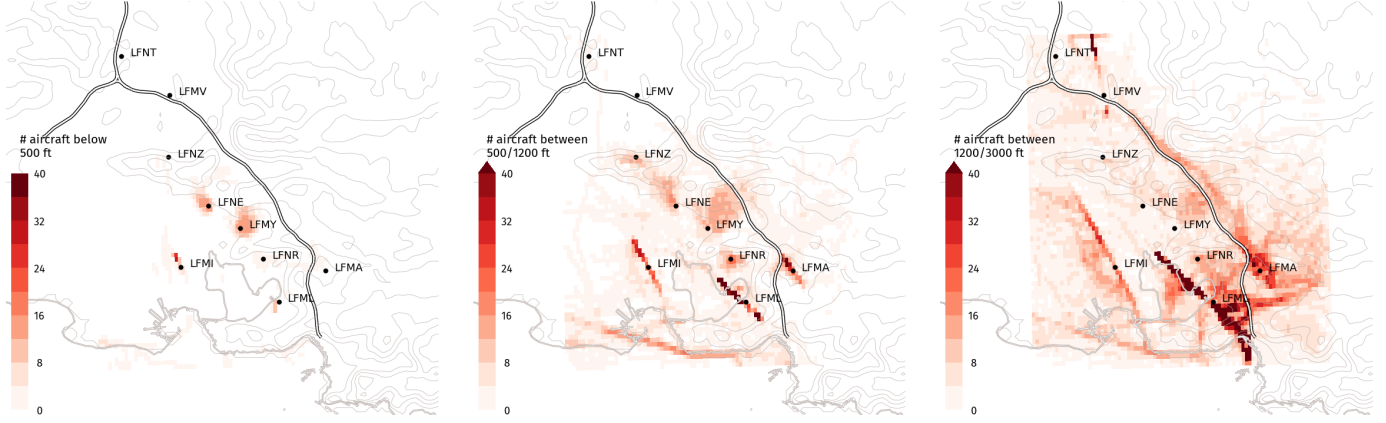 LFNT
LFMV
# aircraft below
500 ft
LFNZ
40
LFNE
32
LFMY
24
LFNR
LFMI
LFMA
LFML
16
8
0
LFNT
LFMV
# aircraft between
500/1200 ft
LFNZ
40
LFNE
32
LFMY
24
LFNR
LFMI
LFMA
LFML
16
8
0
LFNT
LFMV
# aircraft between
1200/3000 ft
LFNZ
40
LFNE
32
LFMY
24
LFNR
LFMI
LFMA
LFML
16
8
0